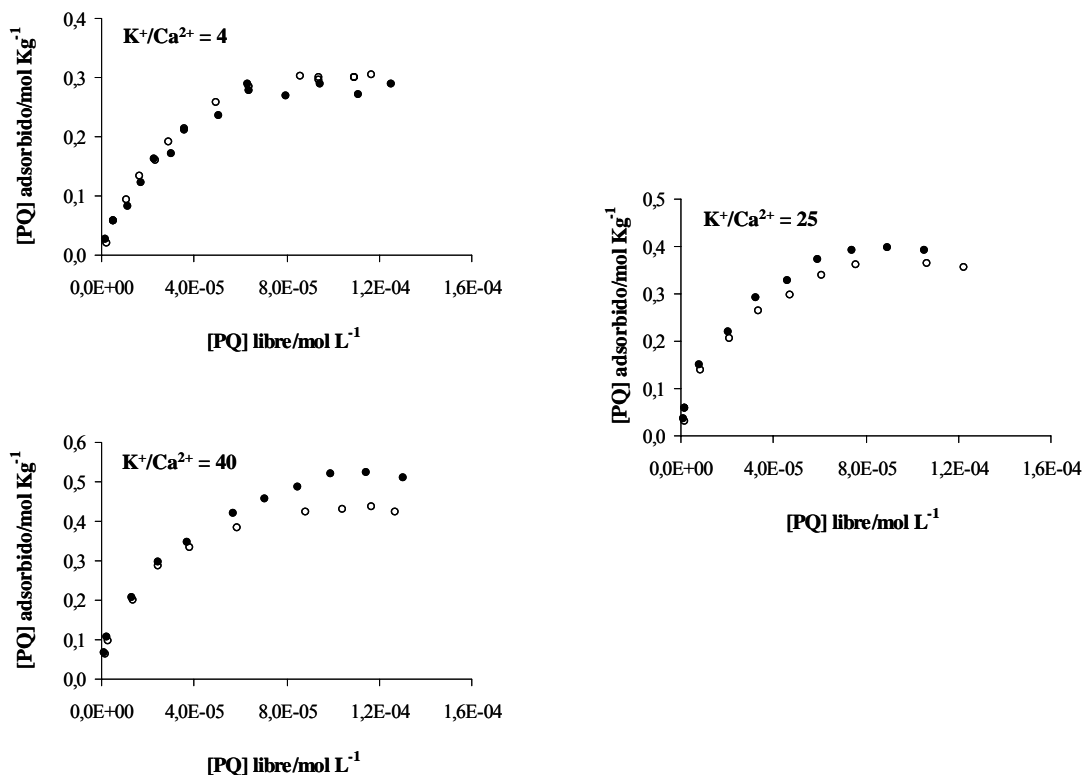 K⁺/Ca²⁺ = 4
[PQ] adsorbido/mol Kg⁻¹
0,4
0,3
0,2
0,1
0,0
0,0E+00 4,0E-05 8,0E-05 1,2E-04 1,6E-04
[PQ] libre/mol L⁻¹
K⁺/Ca²⁺ = 25
[PQ] adsorbido/mol Kg⁻¹
0,5
0,4
0,3
0,2
0,1
0,0
0,0E+00 4,0E-05 8,0E-05 1,2E-04 1,6E-04
[PQ] libre/mol L⁻¹
K⁺/Ca²⁺ = 40
[PQ] adsorbido/mol Kg⁻¹
0,6
0,5
0,4
0,3
0,2
0,1
0,0
0,0E+00 4,0E-05 8,0E-05 1,2E-04 1,6E-04
[PQ] libre/mol L⁻¹